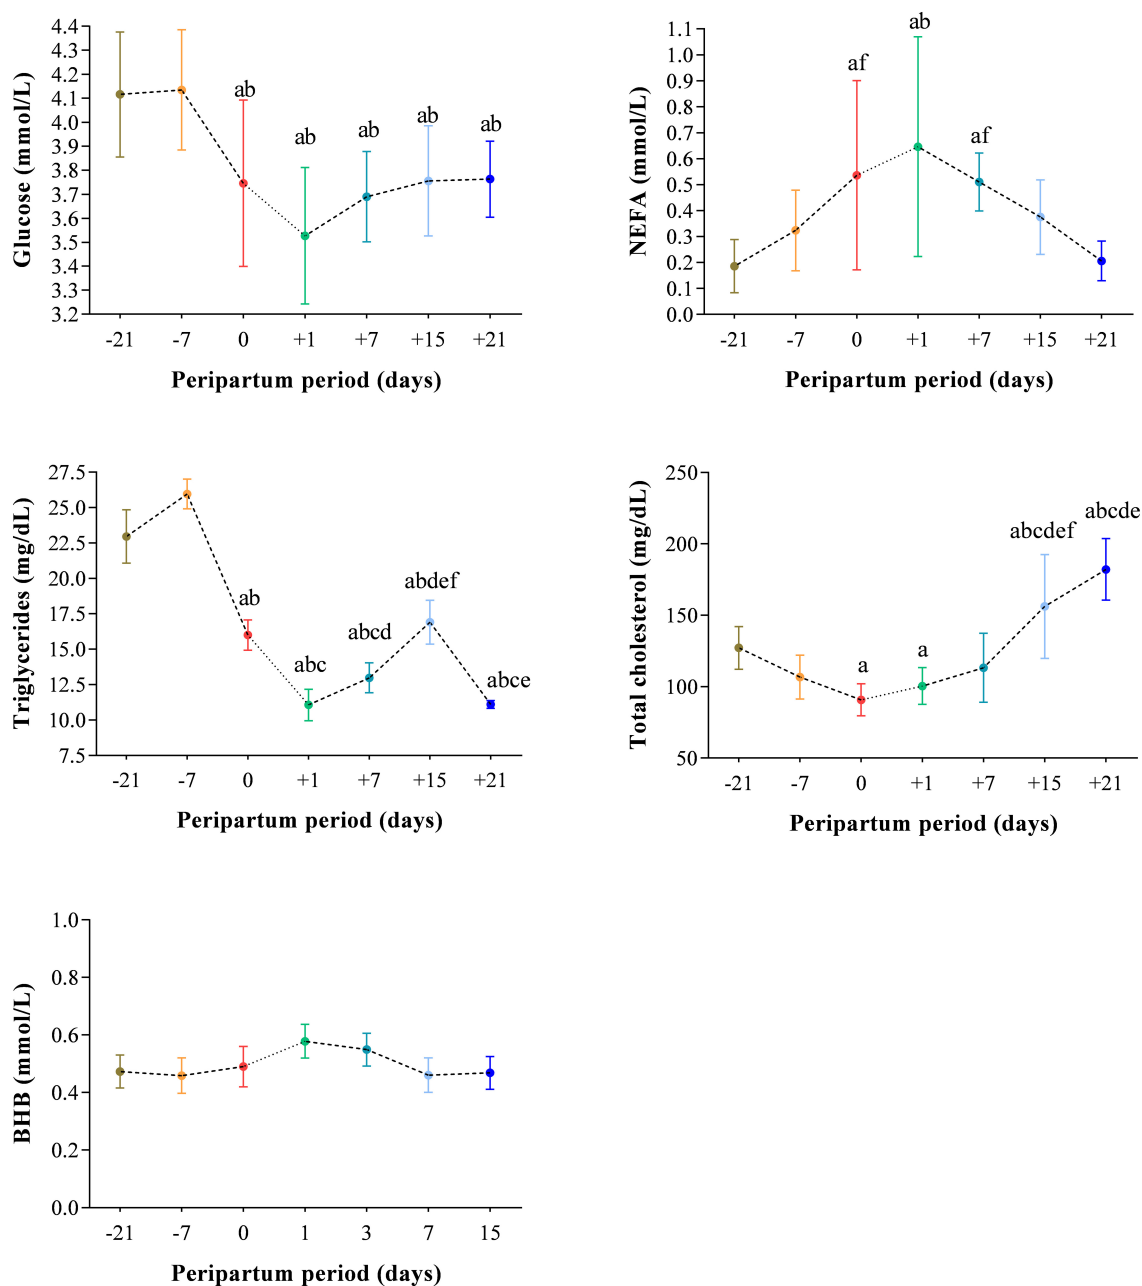 Glucose (mmol/L)
4.4
4.3
4.2
4.1
4.0
3.9
3.8
3.7
3.6
3.5
3.4
3.3
3.2
ab
ab
ab
ab
ab
-21 -7 0 +1 +7 +15 +21
Peripartum period (days)
NEFA (mmol/L)
1.1
1.0
0.9
0.8
0.7
0.6
0.5
0.4
0.3
0.2
0.1
0.0
af
ab
af
-21 -7 0 +1 +7 +15 +21
Peripartum period (days)
Triglycerides (mg/dL)
27.5
25.0
22.5
20.0
17.5
15.0
12.5
10.0
7.5
ab
abc
abcd
abdef
abce
-21 -7 0 +1 +7 +15 +21
Peripartum period (days)
Total cholesterol (mg/dL)
250
200
150
100
50
a
a
abcdef
abcde
-21 -7 0 +1 +7 +15 +21
Peripartum period (days)
BHB (mmol/L)
1.0
0.8
0.6
0.4
0.2
0.0
-21 -7 0 1 3 7 15
Peripartum period (days)